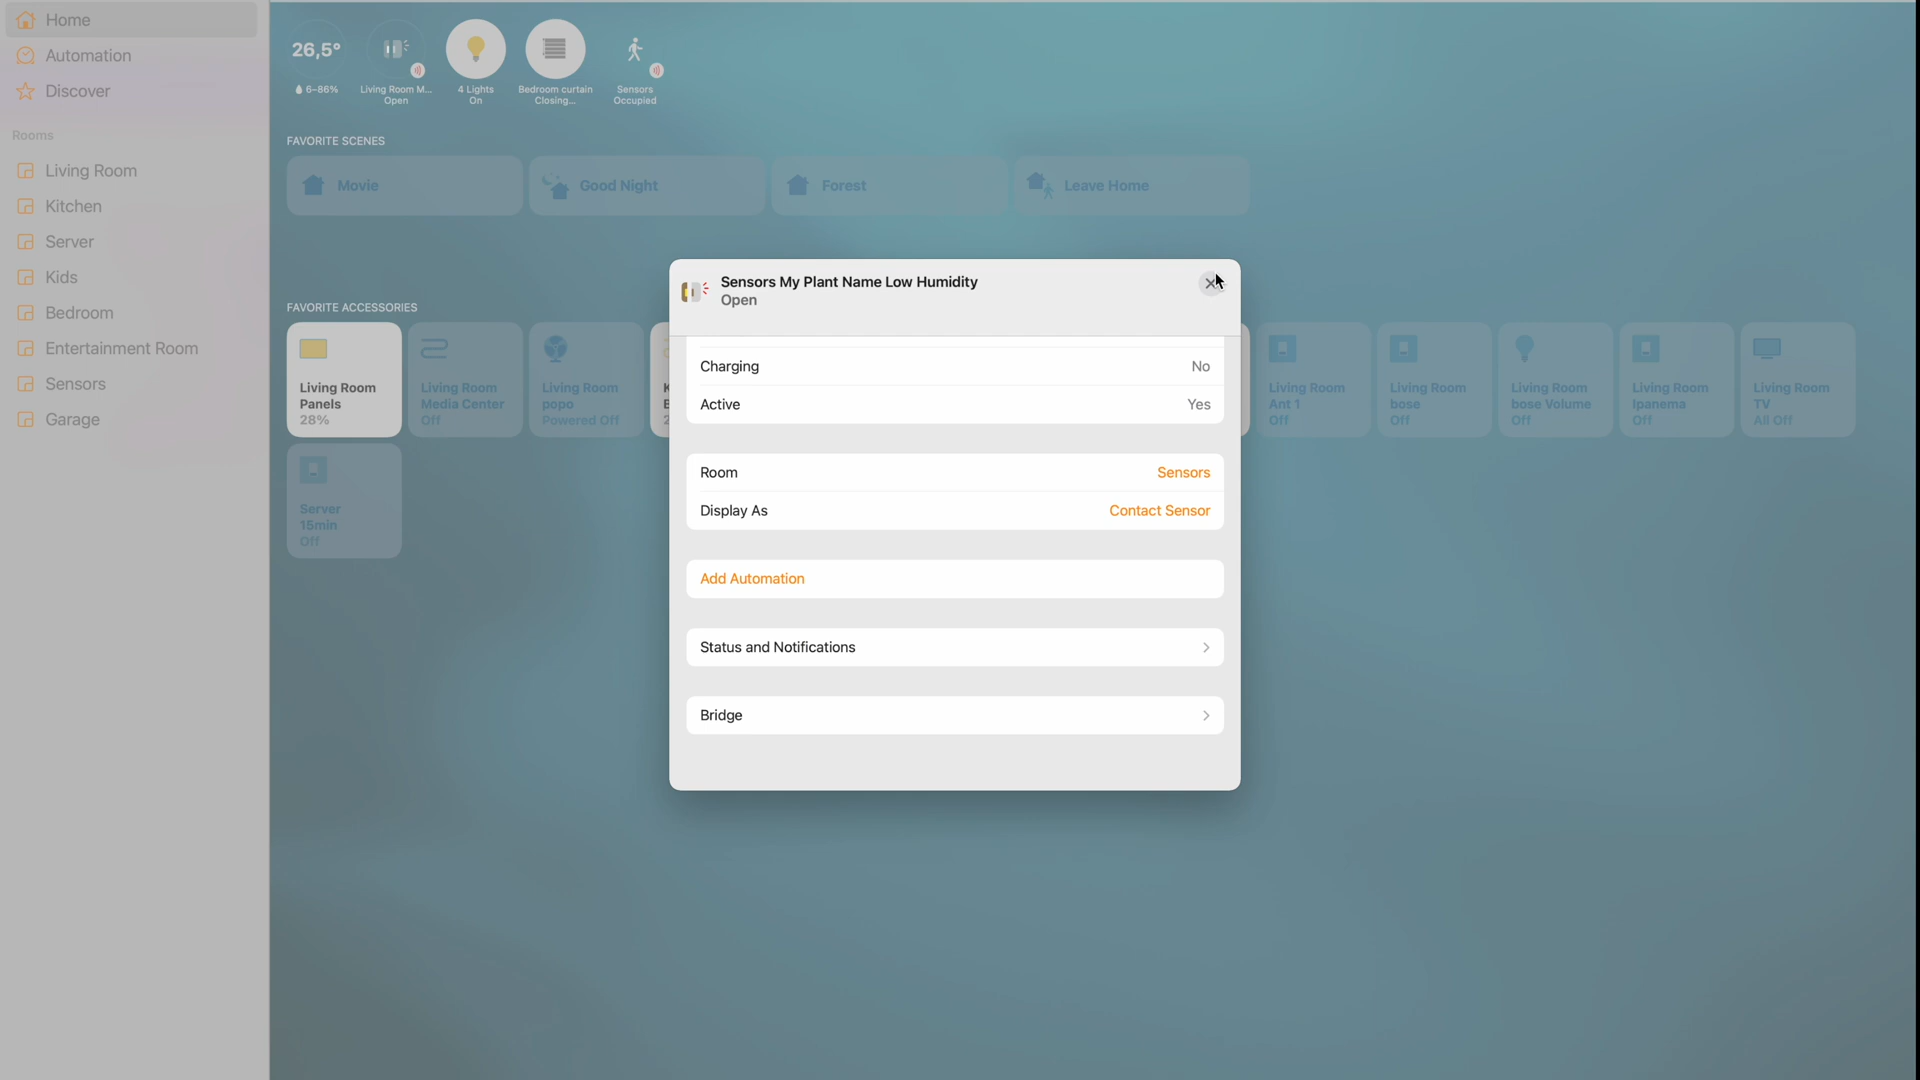 Home
Automation
Discover
Rooms
Living Room
Kitchen
Server
Kids
Bedroom
Entertainment Room
Sensors
Garage
26,5°
6–86%
Living Room M...
Open
4 Lights
On
Bedroom curtain
Closing...
Sensors
Occupied
FAVORITE SCENES
Movie
Good Night
Forest
Leave Home
FAVORITE ACCESSORIES
Living Room
Panels
28%
Living Room
Media Center
Off
Living Room
popo
Powered Off
Living Room
Ant 1
Off
Living Room
bose
Off
Living Room
bose Volume
Off
Living Room
Ipanema
Off
Living Room
TV
All Off
Server
15min
Off
Sensors My Plant Name Low Humidity
Open
Charging No
Active Yes
Room Sensors
Display As Contact Sensor
Add Automation
Status and Notifications
Bridge